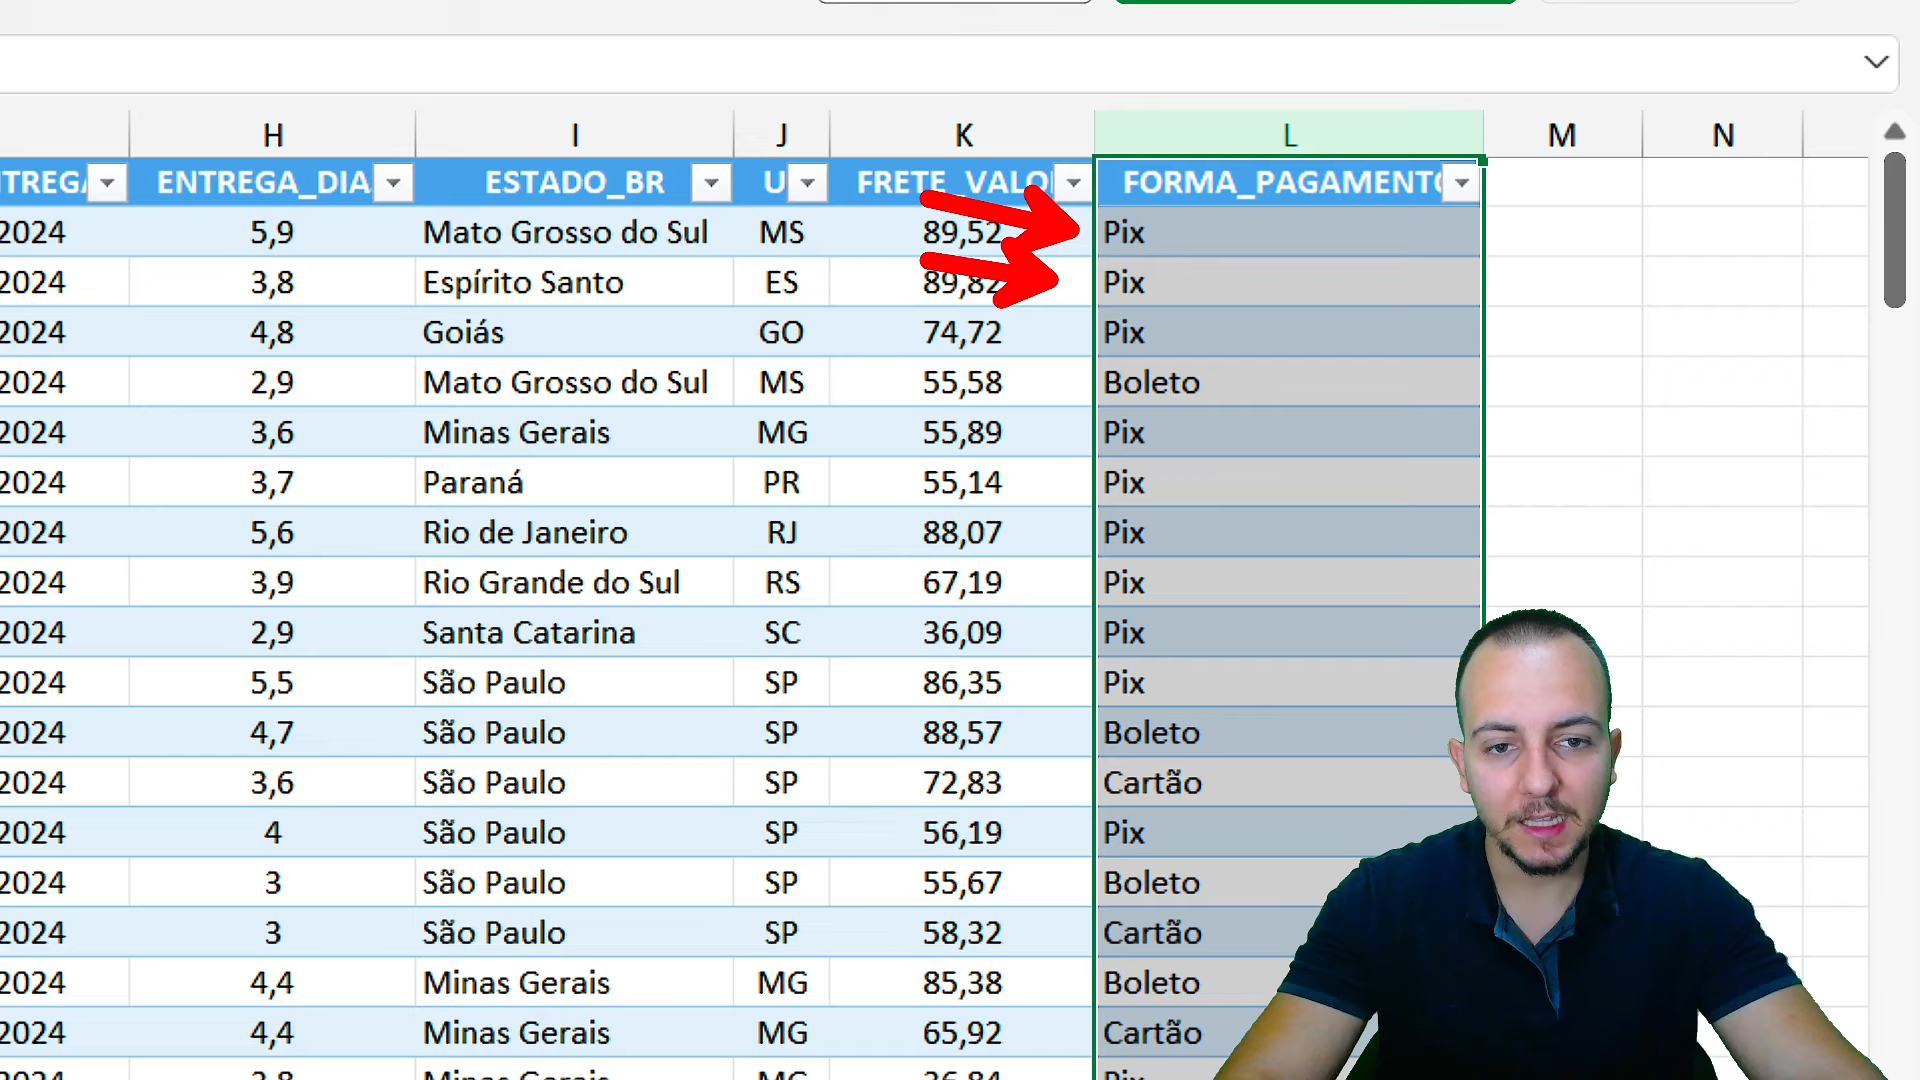 H I J K L M N
TREGA ENTREGA_DIA ESTADO_BR U FRETE_VALO FORMA_PAGAMENTO
2024 5,9 Mato Grosso do Sul MS 89,52 Pix
2024 3,8 Espírito Santo ES 89,82 Pix
2024 4,8 Goiás GO 74,72 Pix
2024 2,9 Mato Grosso do Sul MS 55,58 Boleto
2024 3,6 Minas Gerais MG 55,89 Pix
2024 3,7 Paraná PR 55,14 Pix
2024 5,6 Rio de Janeiro RJ 88,07 Pix
2024 3,9 Rio Grande do Sul RS 67,19 Pix
2024 2,9 Santa Catarina SC 36,09 Pix
2024 5,5 São Paulo SP 86,35 Pix
2024 4,7 São Paulo SP 88,57 Boleto
2024 3,6 São Paulo SP 72,83 Cartão
2024 4 São Paulo SP 56,19 Pix
2024 3 São Paulo SP 55,67 Boleto
2024 3 São Paulo SP 58,32 Cartão
2024 4,4 Minas Gerais MG 85,38 Boleto
2024 4,4 Minas Gerais MG 65,92 Cartão
Minas Gerais MG Pix